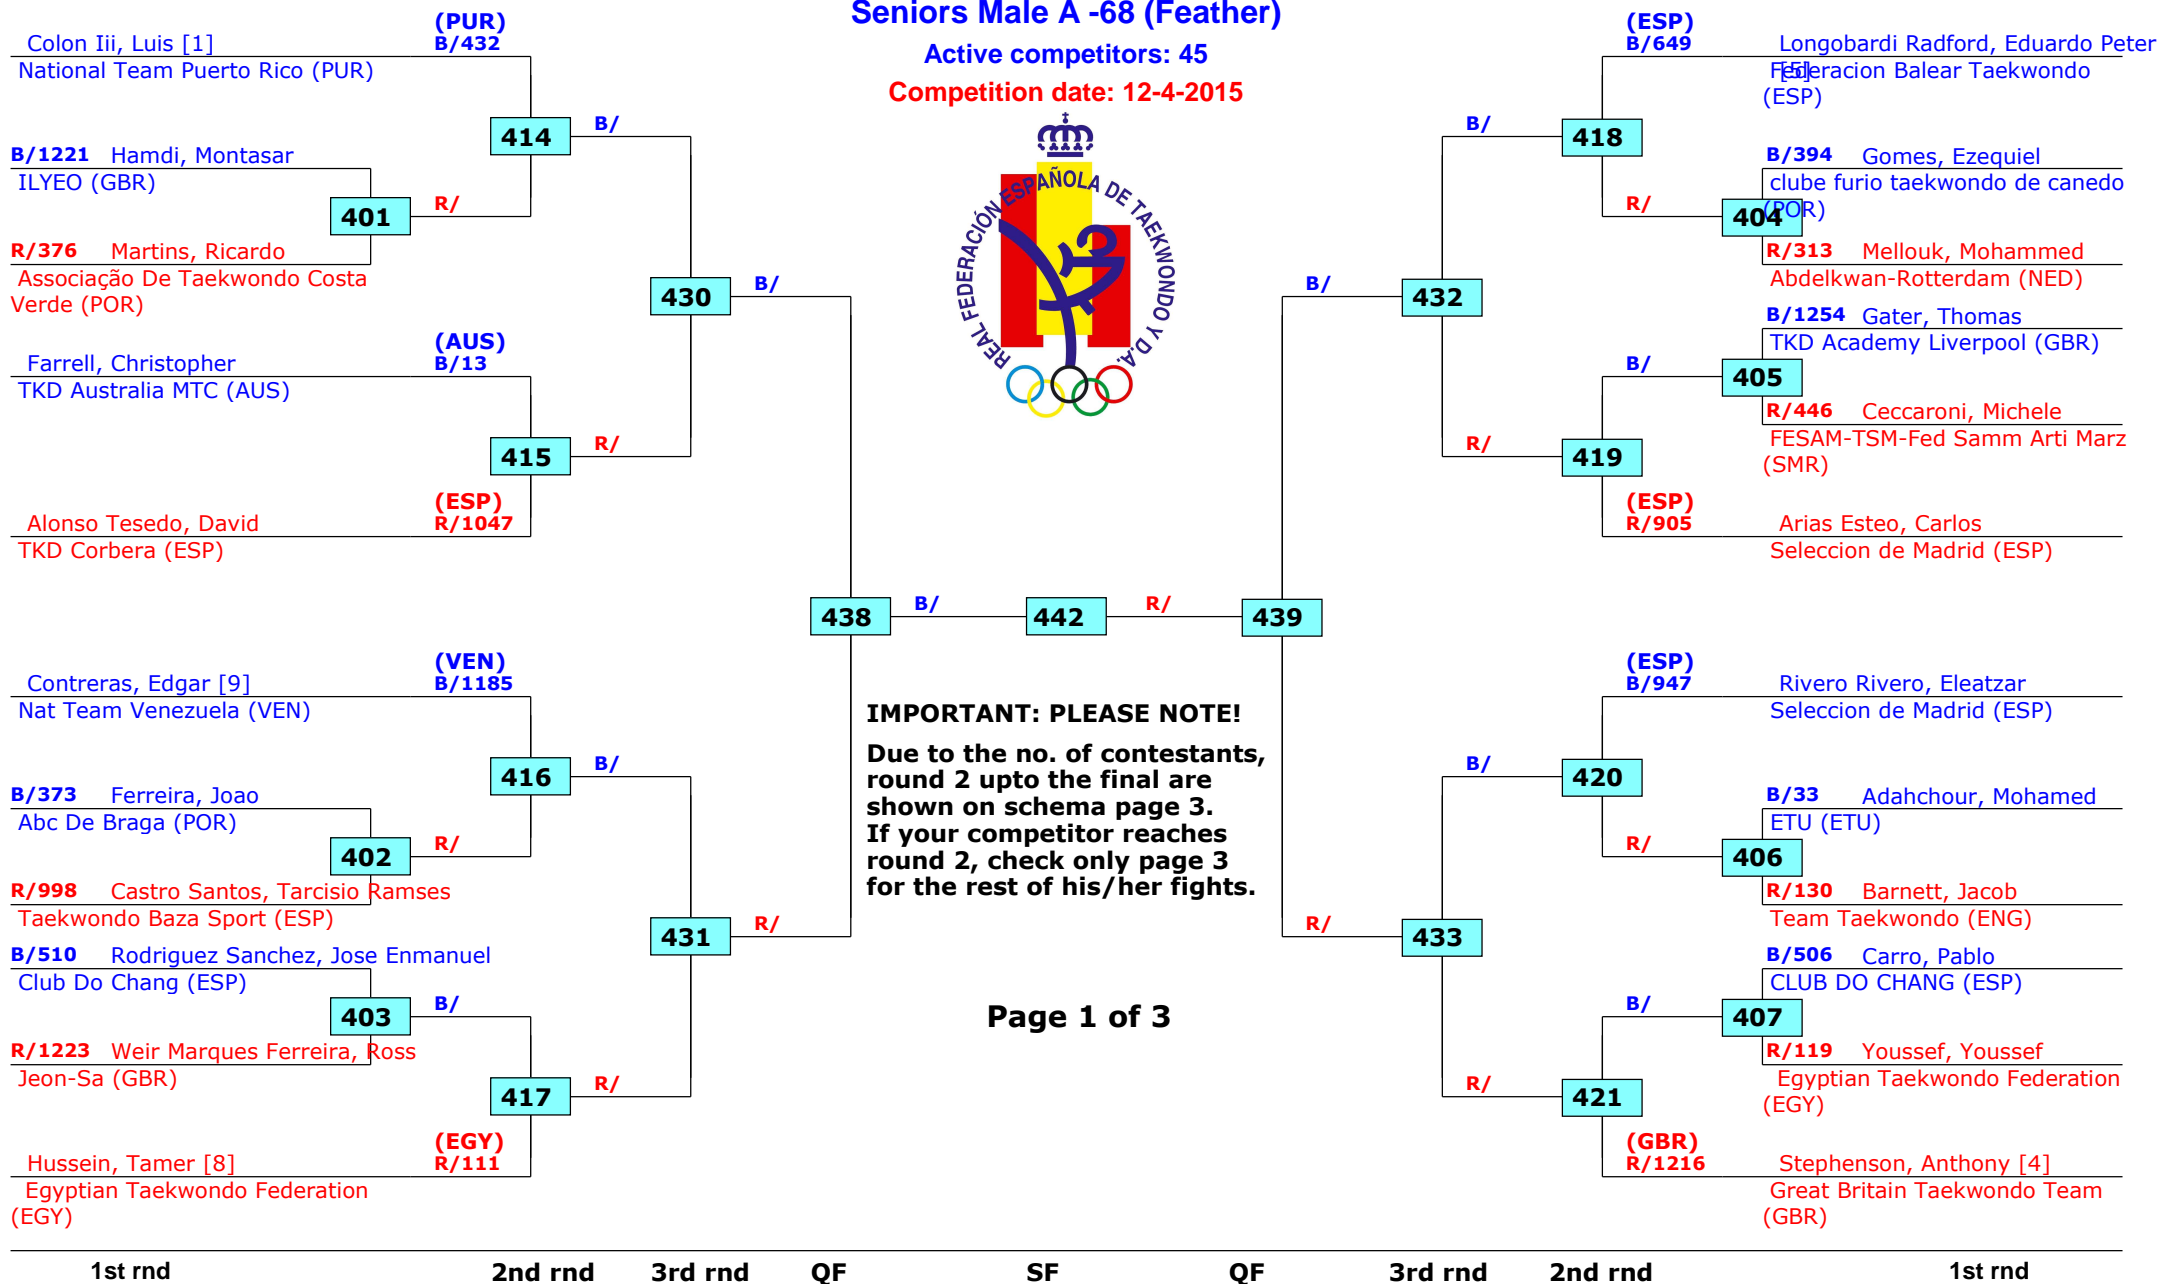 Seniors Male A -68 (Feather)
Active competitors: 45
Competition date: 12-4-2015
REAL FEDERACIÓN ESPAÑOLA DE TAEKWONDO Y D.A.
(PUR)
Colon Iii, Luis [1] B/432
National Team Puerto Rico (PUR)
414 B/
B/1221 Hamdi, Montasar
ILYEO (GBR)
401 R/
R/376 Martins, Ricardo
Associação De Taekwondo Costa
Verde (POR)
430 B/
(AUS)
Farrell, Christopher B/13
TKD Australia MTC (AUS)
415 R/
(ESP)
Alonso Tesedo, David R/1047
TKD Corbera (ESP)
438 B/ 442 R/ 439
(VEN)
Contreras, Edgar [9] B/1185
Nat Team Venezuela (VEN)
416 B/
B/373 Ferreira, Joao
Abc De Braga (POR)
402 R/
R/998 Castro Santos, Tarcisio Ramses
Taekwondo Baza Sport (ESP)
431 R/
B/510 Rodriguez Sanchez, Jose Enmanuel
Club Do Chang (ESP)
403 B/
R/1223 Weir Marques Ferreira, Ross
Jeon-Sa (GBR)
417 R/
(EGY)
Hussein, Tamer [8] R/111
Egyptian Taekwondo Federation
(EGY)
IMPORTANT: PLEASE NOTE!
Due to the no. of contestants,
round 2 upto the final are
shown on schema page 3.
If your competitor reaches
round 2, check only page 3
for the rest of his/her fights.
Page 1 of 3
(ESP)
B/649 Longobardi Radford, Eduardo Peter
[5]
Federacion Balear Taekwondo
(ESP)
B/ 418
B/394 Gomes, Ezequiel
clube furio taekwondo de canedo
(POR)
R/ 404
R/313 Mellouk, Mohammed
Abdelkwan-Rotterdam (NED)
B/ 432
B/1254 Gater, Thomas
TKD Academy Liverpool (GBR)
B/ 405
R/446 Ceccaroni, Michele
FESAM-TSM-Fed Samm Arti Marz
(SMR)
R/ 419
(ESP)
R/905 Arias Esteo, Carlos
Seleccion de Madrid (ESP)
(ESP)
B/947 Rivero Rivero, Eleatzar
Seleccion de Madrid (ESP)
B/ 420
B/33 Adahchour, Mohamed
ETU (ETU)
R/ 406
R/130 Barnett, Jacob
Team Taekwondo (ENG)
R/ 433
B/506 Carro, Pablo
CLUB DO CHANG (ESP)
B/ 407
R/119 Youssef, Youssef
Egyptian Taekwondo Federation
(EGY)
R/ 421
(GBR)
R/1216 Stephenson, Anthony [4]
Great Britain Taekwondo Team
(GBR)
1st rnd 2nd rnd 3rd rnd QF SF QF 3rd rnd 2nd rnd 1st rnd